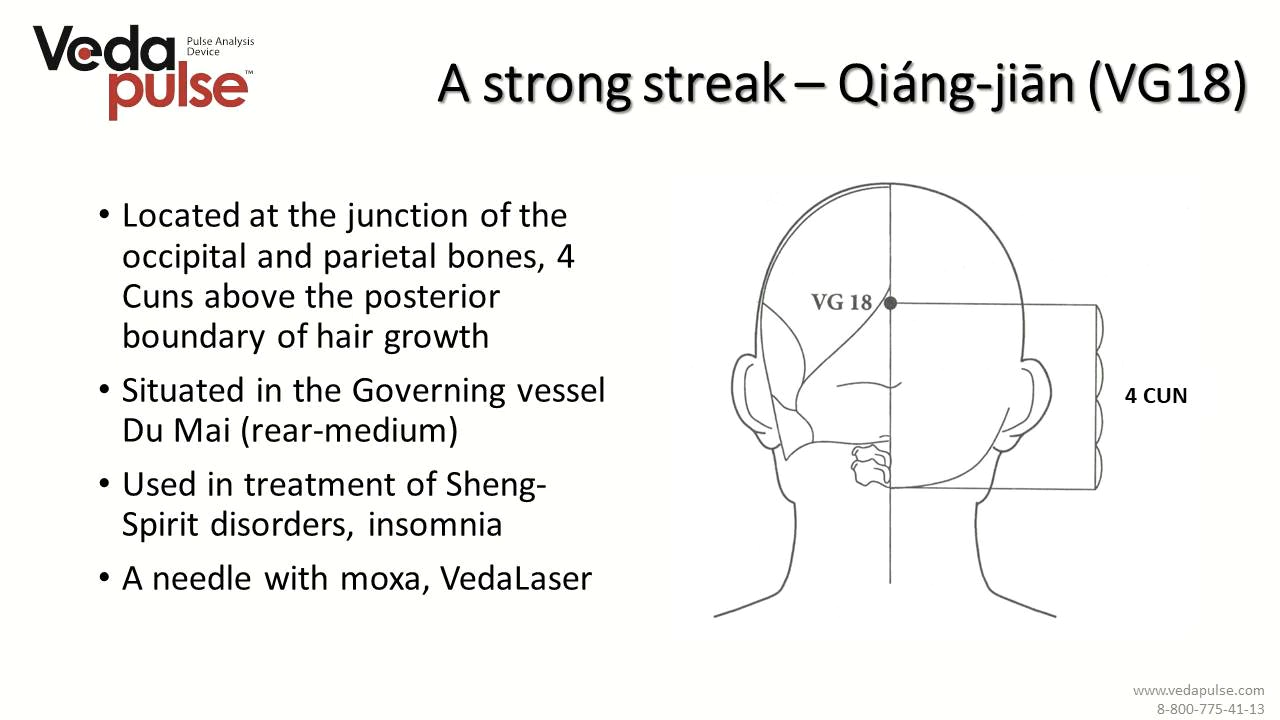 Veda
pulse™
Pulse Analysis
Device
A strong streak – Qiáng-jiān (VG18)
• Located at the junction of the
occipital and parietal bones, 4
Cuns above the posterior
boundary of hair growth
• Situated in the Governing vessel
Du Mai (rear-medium)
• Used in treatment of Sheng-
Spirit disorders, insomnia
• A needle with moxa, VedaLaser
VG 18
4 CUN
www.vedapulse.com
8-800-775-41-13